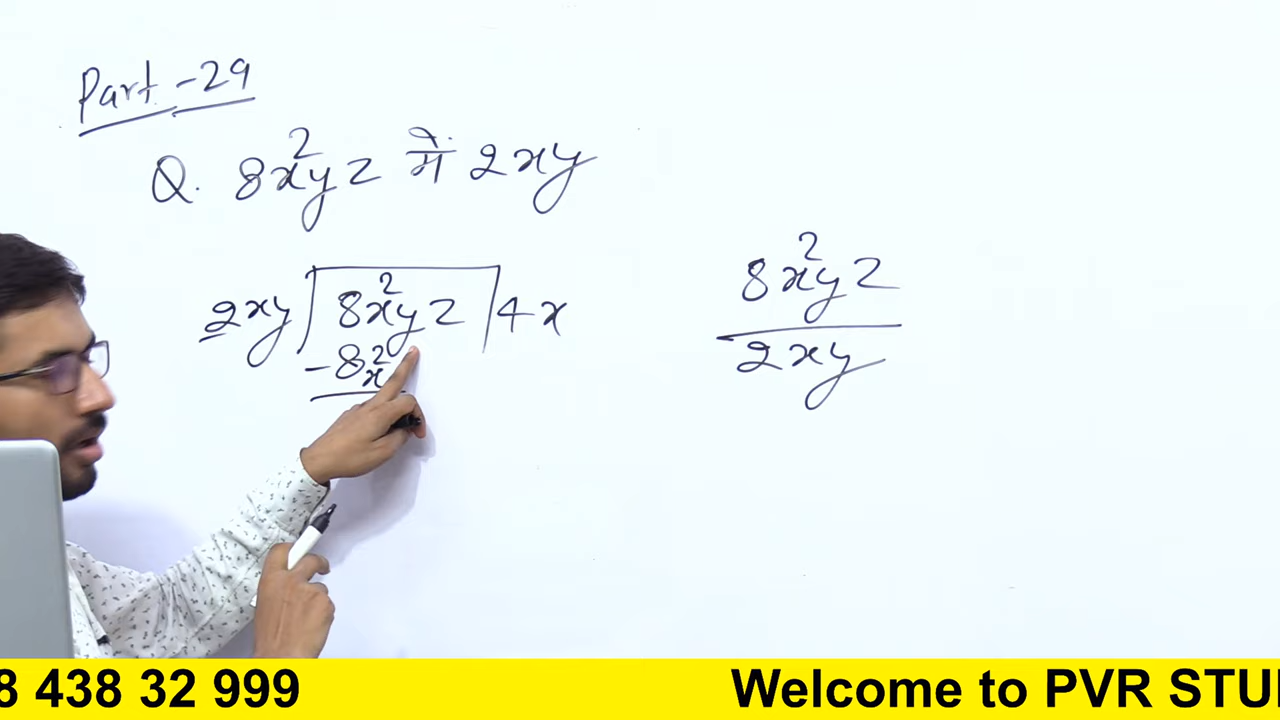 Part-29
Q. 8x²yz में 2xy
2xy) 8x²yz | 4x
-8x²
8x²yz
2xy
8 438 32 999 Welcome to PVR STU